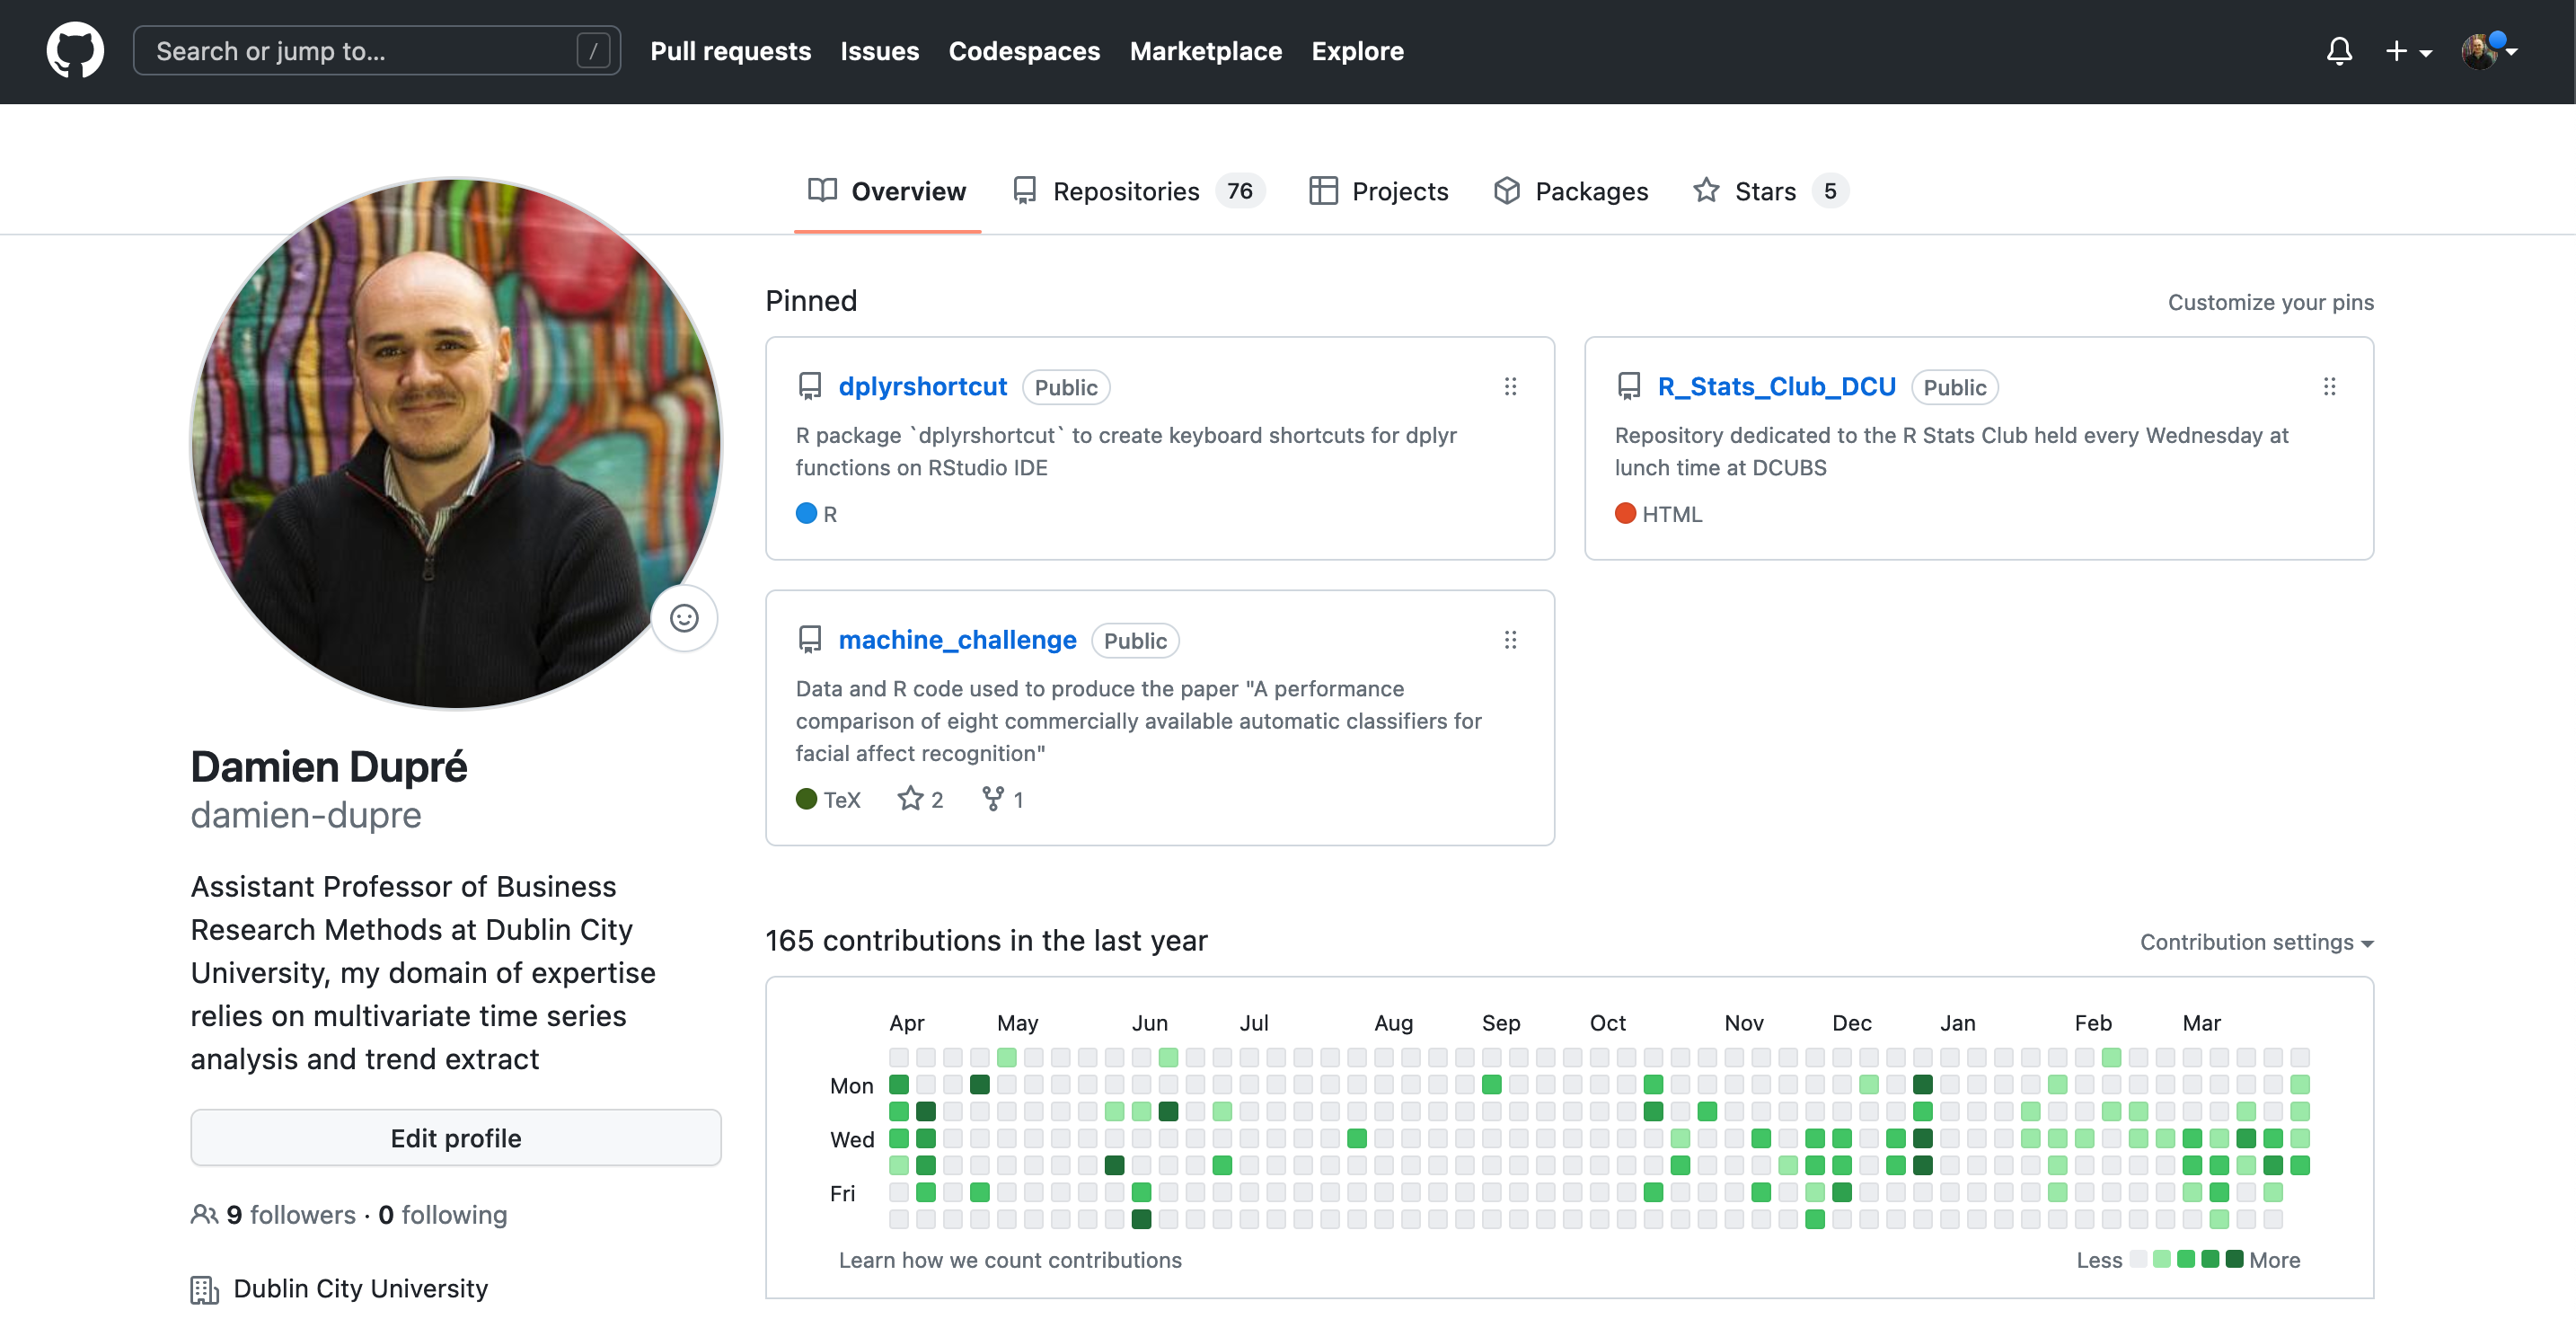 Search or jump to... /
Pull requests Issues Codespaces Marketplace Explore
Overview Repositories 76 Projects Packages Stars 5
Damien Dupré
damien-dupre
Assistant Professor of Business
Research Methods at Dublin City
University, my domain of expertise
relies on multivariate time series
analysis and trend extract
Edit profile
9 followers · 0 following
Dublin City University
Pinned
Customize your pins
dplyrshortcut Public
R package `dplyrshortcut` to create keyboard shortcuts for dplyr
functions on RStudio IDE
R
R_Stats_Club_DCU Public
Repository dedicated to the R Stats Club held every Wednesday at
lunch time at DCUBS
HTML
machine_challenge Public
Data and R code used to produce the paper "A performance
comparison of eight commercially available automatic classifiers for
facial affect recognition"
TeX 2 1
165 contributions in the last year
Contribution settings
Apr May Jun Jul Aug Sep Oct Nov Dec Jan Feb Mar
Mon
Wed
Fri
Learn how we count contributions
Less More